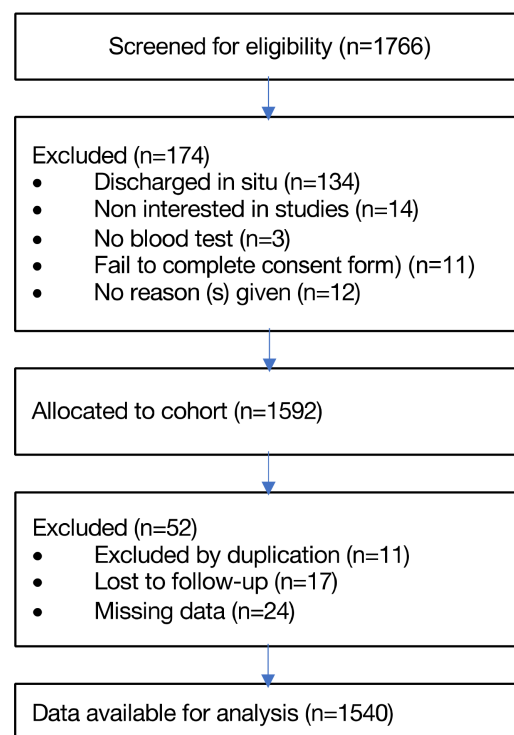 Screened for eligibility (n=1766)
Excluded (n=174)
• Discharged in situ (n=134)
• Non interested in studies (n=14)
• No blood test (n=3)
• Fail to complete consent form) (n=11)
• No reason (s) given (n=12)
Allocated to cohort (n=1592)
Excluded (n=52)
• Excluded by duplication (n=11)
• Lost to follow-up (n=17)
• Missing data (n=24)
Data available for analysis (n=1540)